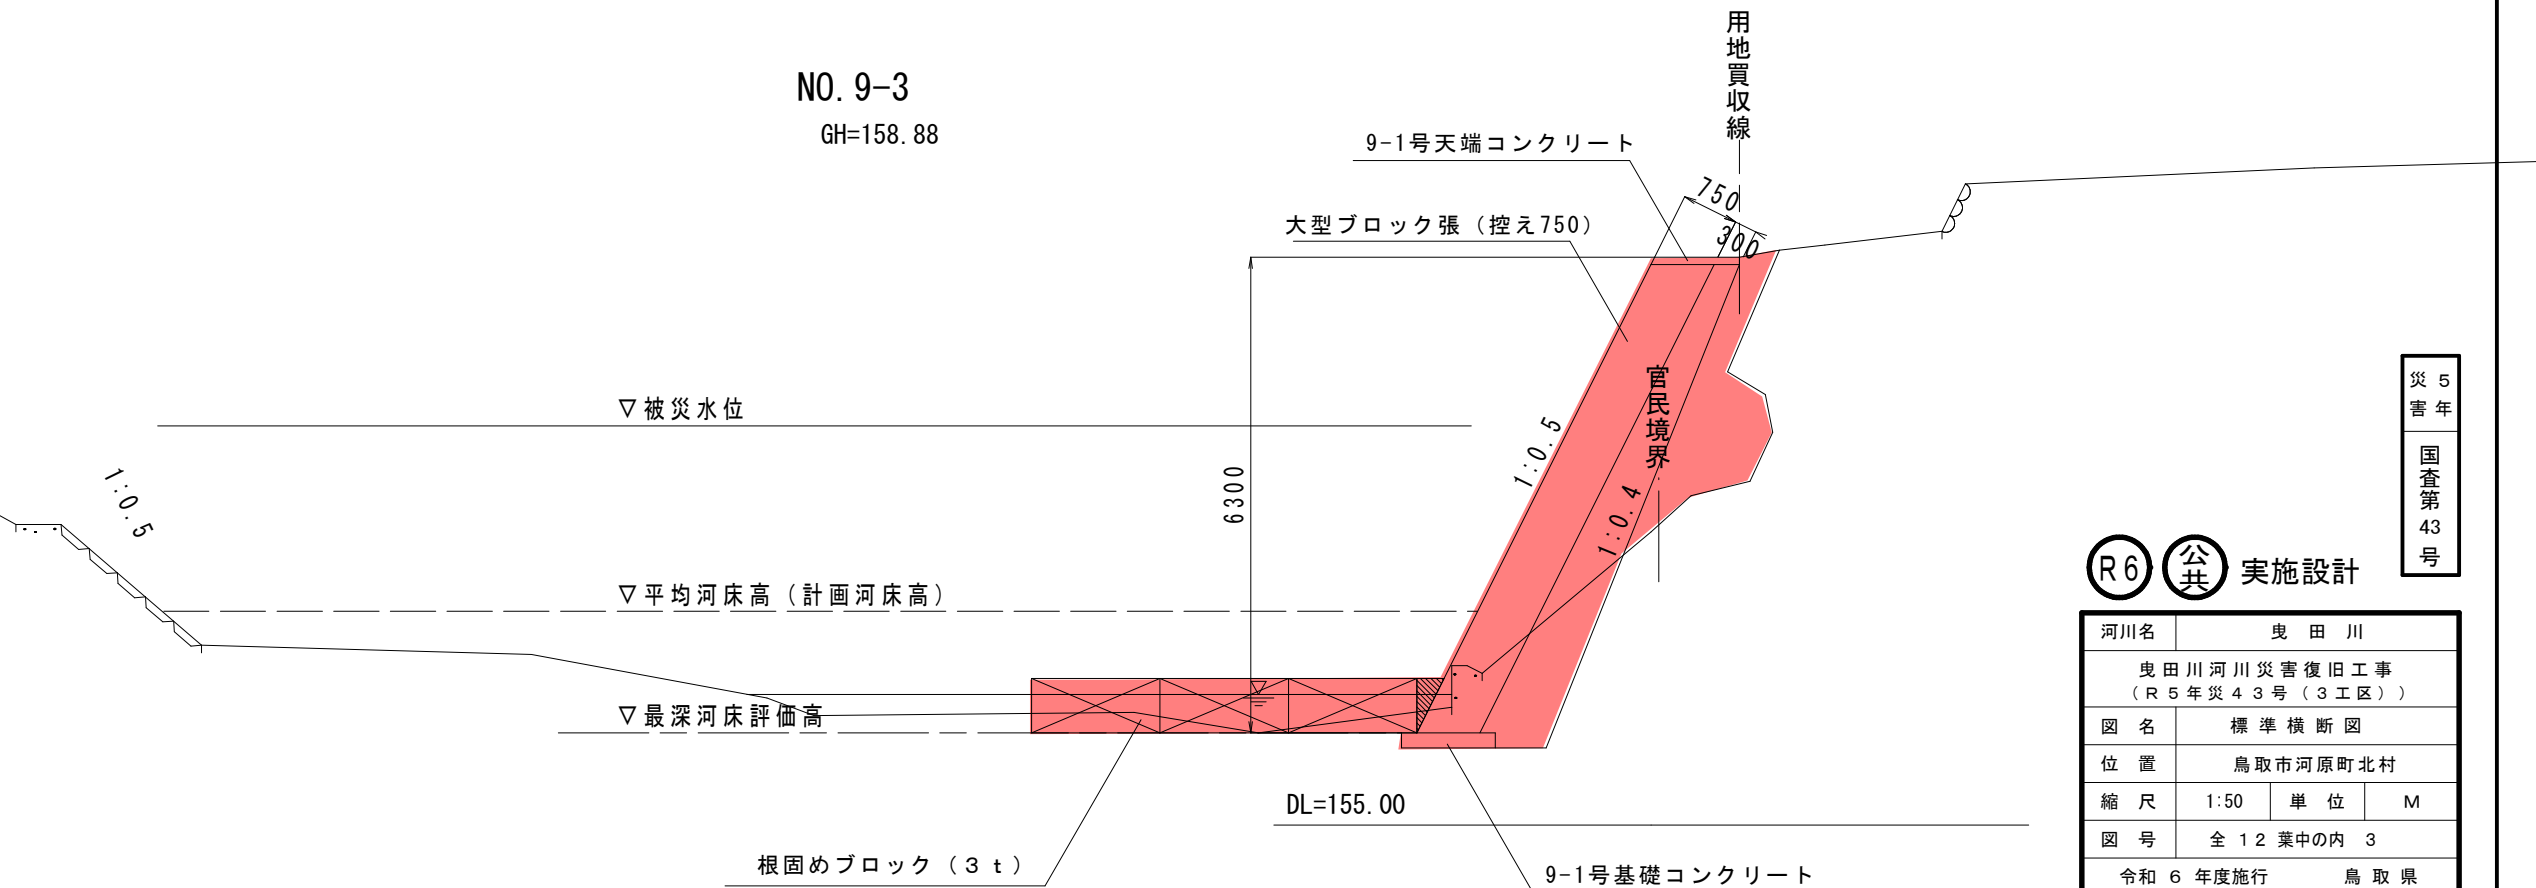 用地買収線
NO. 9-3
GH=158.88
9-1号天端コンクリート
750
300
大型ブロック張（控え750）
官民境界
▽被災水位
1:0.5
6300
1:0.5
1:0.4
▽平均河床高（計画河床高）
▽最深河床評価高
DL=155.00
根固めブロック（３ｔ）
9-1号基礎コンクリート
災害 5年
国査第43号
R6 公共 実施設計
河川名 曳田川
曳田川河川災害復旧工事
（Ｒ５年災４３号（３工区））
図名 標準横断図
位置 鳥取市河原町北村
縮尺 1:50 単位 M
図号 全 １２ 葉中の内 ３
令和 ６ 年度施行 鳥取県